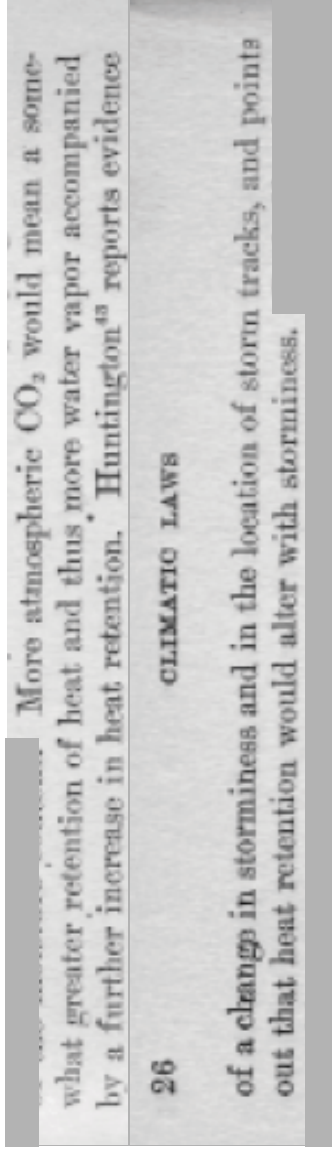 More atmospheric CO₂ would mean a some-
what greater retention of heat and thus more water vapor accompanied
by a further increase in heat retention. Huntington⁴³ reports evidence
26 CLIMATIC LAWS
of a change in storminess and in the location of storm tracks, and points
out that heat retention would alter with storminess.